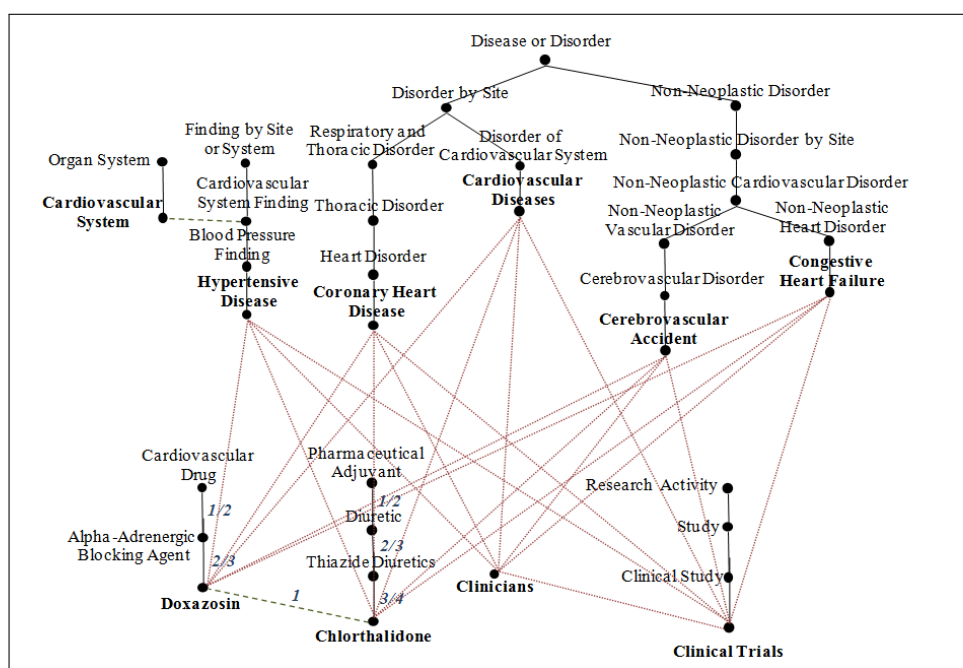 Disease or Disorder
Disorder by Site
Non-Neoplastic Disorder
Finding by Site
or System
Respiratory and
Thoracic Disorder
Disorder of
Cardiovascular System
Non-Neoplastic Disorder by Site
Organ System
Cardiovascular
System Finding
Cardiovascular
Diseases
Non-Neoplastic Cardiovascular Disorder
Cardiovascular
System
Thoracic Disorder
Non-Neoplastic
Vascular Disorder
Non-Neoplastic
Heart Disorder
Blood Pressure
Finding
Heart Disorder
Cerebrovascular Disorder
Congestive
Heart Failure
Hypertensive
Disease
Coronary Heart
Disease
Cerebrovascular
Accident
Cardiovascular
Drug
Pharmaceutical
Adjuvant
Research Activity
1/2
1/2
Diuretic
Study
Alpha-Adrenergic
Blocking Agent
2/3
2/3
Thiazide Diuretics
Clinical Study
Doxazosin
1
3/4
Clinicians
Chlorthalidone
Clinical Trials